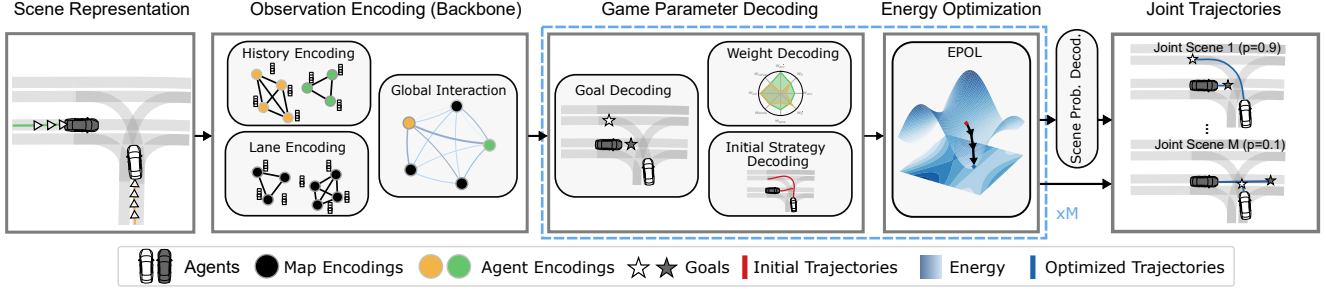 Scene Representation
Observation Encoding (Backbone)
Game Parameter Decoding
Energy Optimization
Joint Trajectories
History Encoding
Lane Encoding
Global Interaction
Goal Decoding
Weight Decoding
Initial Strategy
Decoding
EPOL
xM
Scene Prob. Decod.
Joint Scene 1 (p=0.9)
...
Joint Scene M (p=0.1)
Agents
Map Encodings
Agent Encodings
Goals
Initial Trajectories
Energy
Optimized Trajectories